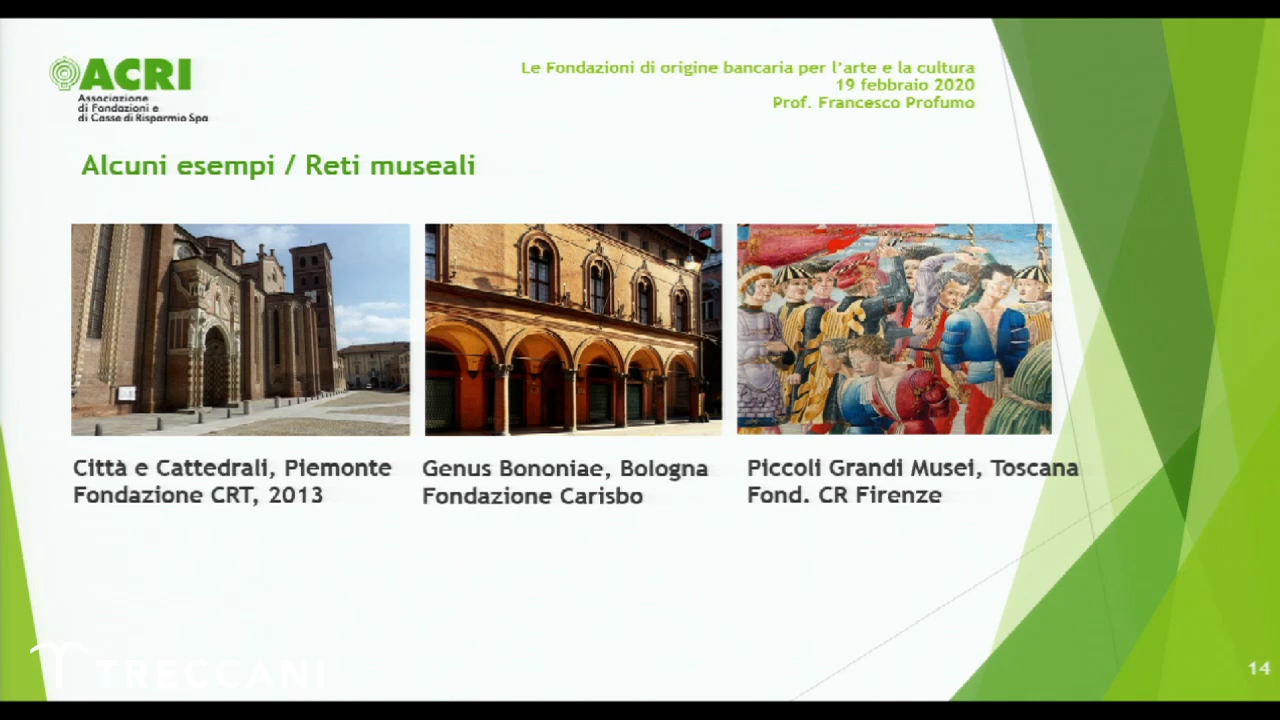 ACRI
Associazione
di Fondazioni e
di Casse di Risparmio Spa
Le Fondazioni di origine bancaria per l'arte e la cultura
19 febbraio 2020
Prof. Francesco Profumo
Alcuni esempi / Reti museali
Città e Cattedrali, Piemonte
Fondazione CRT, 2013
Genus Bononiae, Bologna
Fondazione Carisbo
Piccoli Grandi Musei, Toscana
Fond. CR Firenze
TRECCANI
14